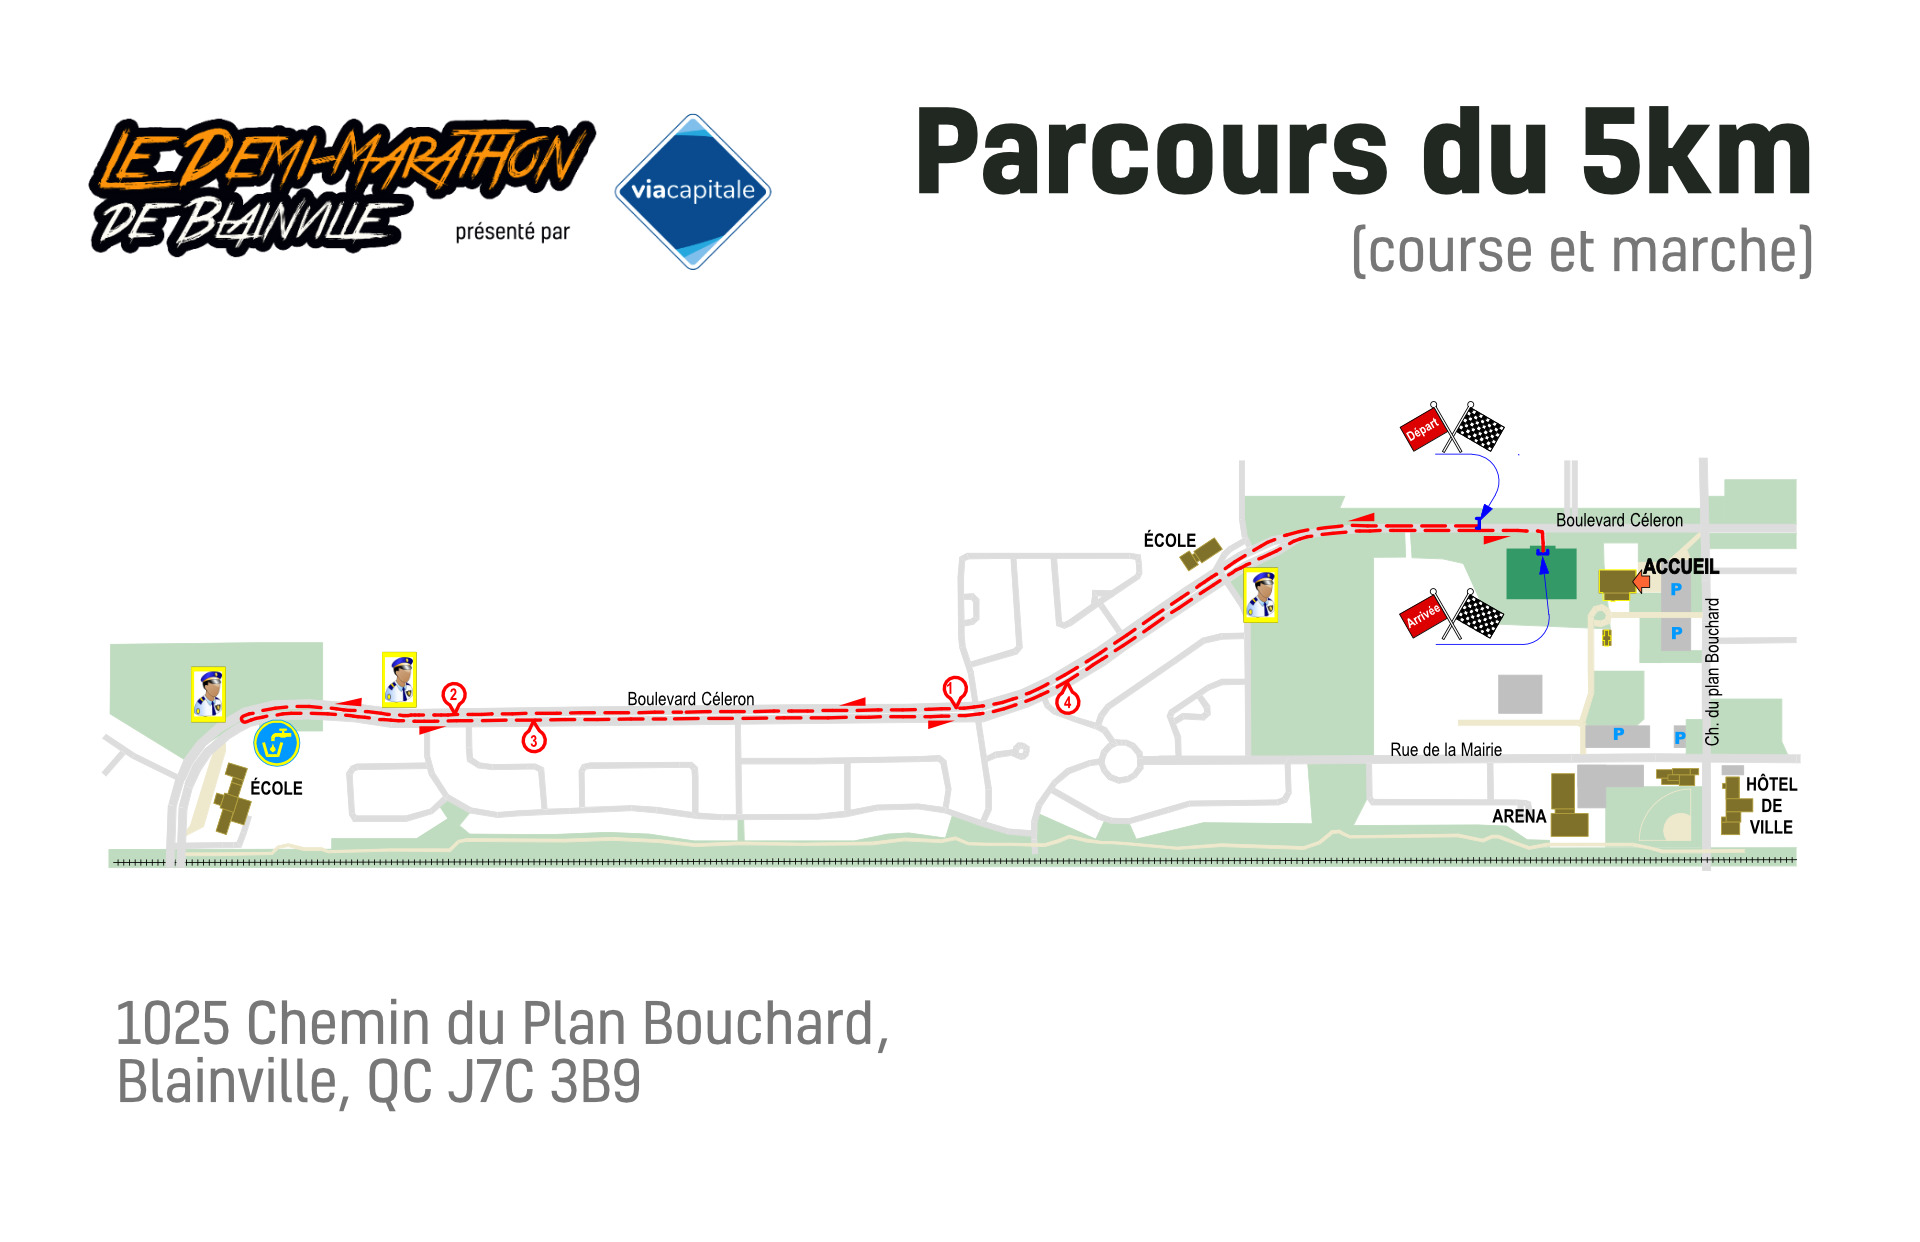 LE DEMI-MARATHON
DE BLAINVILLE
présenté par
viacapitale
Parcours du 5km
(course et marche)
Départ
Boulevard Céleron
ÉCOLE
ACCUEIL
P
Arrivée
P
Ch. du plan Bouchard
2
Boulevard Céleron
1
4
3
P
P
Rue de la Mairie
ÉCOLE
ARENA
HÔTEL
DE
VILLE
1025 Chemin du Plan Bouchard,
Blainville, QC J7C 3B9